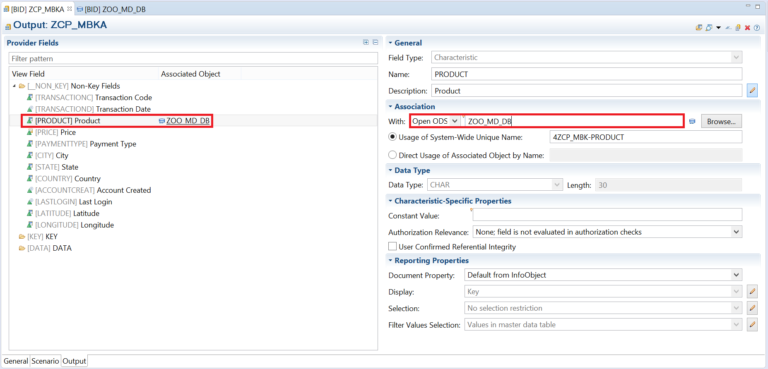 [BID] ZCP_MBKA
[BID] ZOO_MD_DB
Output: ZCP_MBKA
Provider Fields
Filter pattern
View Field Associated Object
[__NON_KEY] Non-Key Fields
[TRANSACTIONC] Transaction Code
[TRANSACTIOND] Transaction Date
[PRODUCT] Product ZOO_MD_DB
[PRICE] Price
[PAYMENTTYPE] Payment Type
[CITY] City
[STATE] State
[COUNTRY] Country
[ACCOUNTCREAT] Account Created
[LASTLOGIN] Last Login
[LATITUDE] Latitude
[LONGITUDE] Longitude
[KEY] KEY
[DATA] DATA
General
Field Type: Characteristic
Name: PRODUCT
Description: Product
Association
With: Open ODS ZOO_MD_DB Browse...
Usage of System-Wide Unique Name: 4ZCP_MBK-PRODUCT
Direct Usage of Associated Object by Name:
Data Type
Data Type: CHAR Length: 30
Characteristic-Specific Properties
Constant Value:
Authorization Relevance: None; field is not evaluated in authorization checks
User Confirmed Referential Integrity
Reporting Properties
Document Property: Default from InfoObject
Display: Key
Selection: No selection restriction
Filter Values Selection: Values in master data table
General Scenario Output